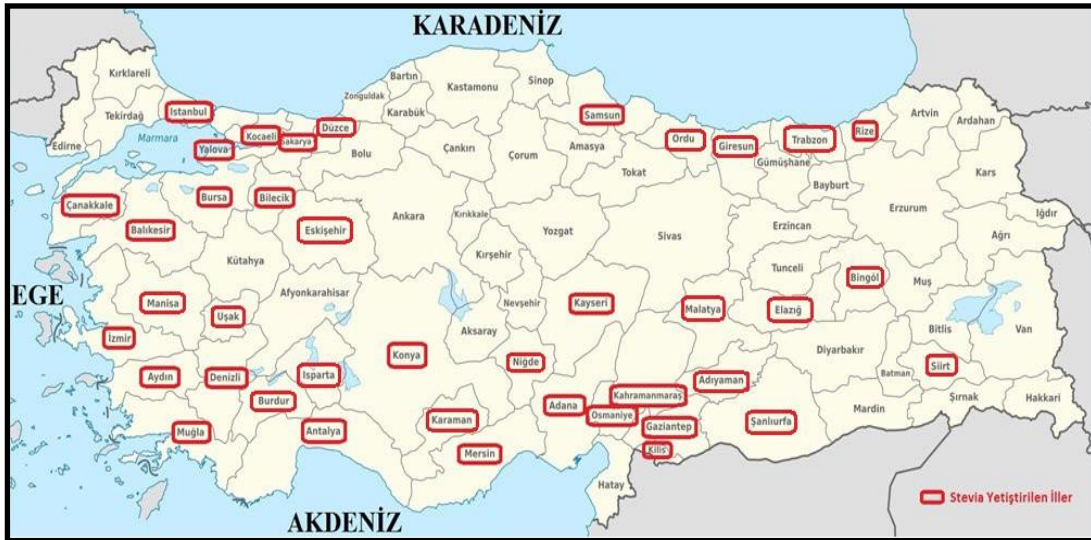 KARADENİZ
Kırklareli
Tekirdağ
Edirne
Marmara
Istanbul
Yalova
Kocaeli
Sakarya
Düzce
Zonguldak
Bartın
Karabük
Kastamonu
Sinop
Samsun
Ordu
Giresun
Trabzon
Rize
Artvin
Ardahan
Kars
Iğdır
Ağrı
Erzurum
Bayburt
Gümüşhane
Tokat
Amasya
Çorum
Çankırı
Bolu
Çanakkale
Balıkesir
Bursa
Bilecik
Eskişehir
Ankara
Kırıkkale
Yozgat
Sivas
Erzincan
Tunceli
Bingöl
Muş
Kütahya
Kırşehir
EGE
Manisa
Uşak
Afyonkarahisar
Nevşehir
Kayseri
Malatya
Elazığ
Bitlis
Van
İzmir
Aksaray
Konya
Niğde
Diyarbakır
Batman
Siirt
Aydın
Denizli
Isparta
Burdur
Adıyaman
Kahramanmaraş
Adana
Osmaniye
Gaziantep
Şanlıurfa
Mardin
Şırnak
Hakkari
Muğla
Antalya
Karaman
Mersin
Kilis
Hatay
Stevia Yetiştirilen İller
AKDENİZ